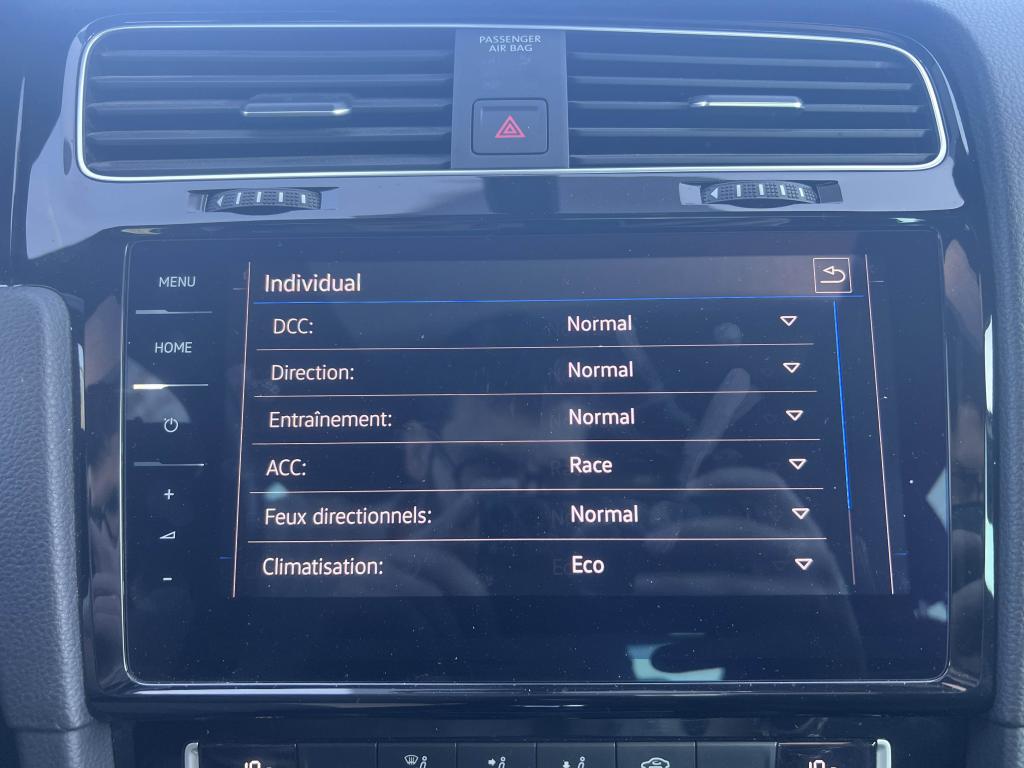 PASSENGER
AIR BAG
MENU
HOME
+
-
Individual
DCC: Normal
Direction: Normal
Entraînement: Normal
ACC: Race
Feux directionnels: Normal
Climatisation: Eco